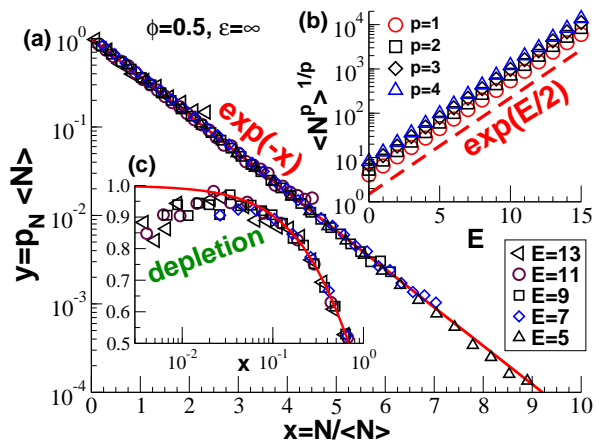 (a)
ϕ=0.5, ε=∞
y=p_N <N>
10^0
10^-1
10^-2
10^-3
10^-4
0 1 2 3 4 5 6 7 8 9 10
x=N/<N>
exp(-x)
(b)
p=1
p=2
p=3
p=4
<N^p>^1/p
10^4
10^3
10^2
10^1
10^0
0 5 10 15
E
exp(E/2)
(c)
1.0
0.9
0.8
0.7
0.6
0.5
10^-2 10^-1 10^0
x
depletion
E=13
E=11
E=9
E=7
E=5